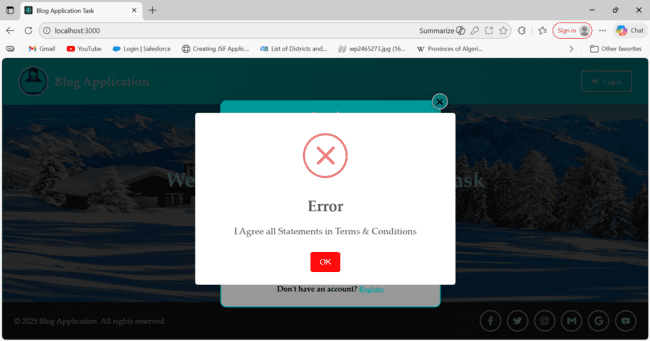 Blog Application Task
localhost:3000
Summarize
Sign in
Chat
Gmail
YouTube
Login | Salesforce
Creating JSF Applic...
List of Districts and...
wp2465273.jpg (16...
Provinces of Algeri...
Other favorites
Blog Application
Login
Error
I Agree all Statements in Terms & Conditions
OK
Don't have an account? Register
© 2025 Blog Application. All rights reserved.